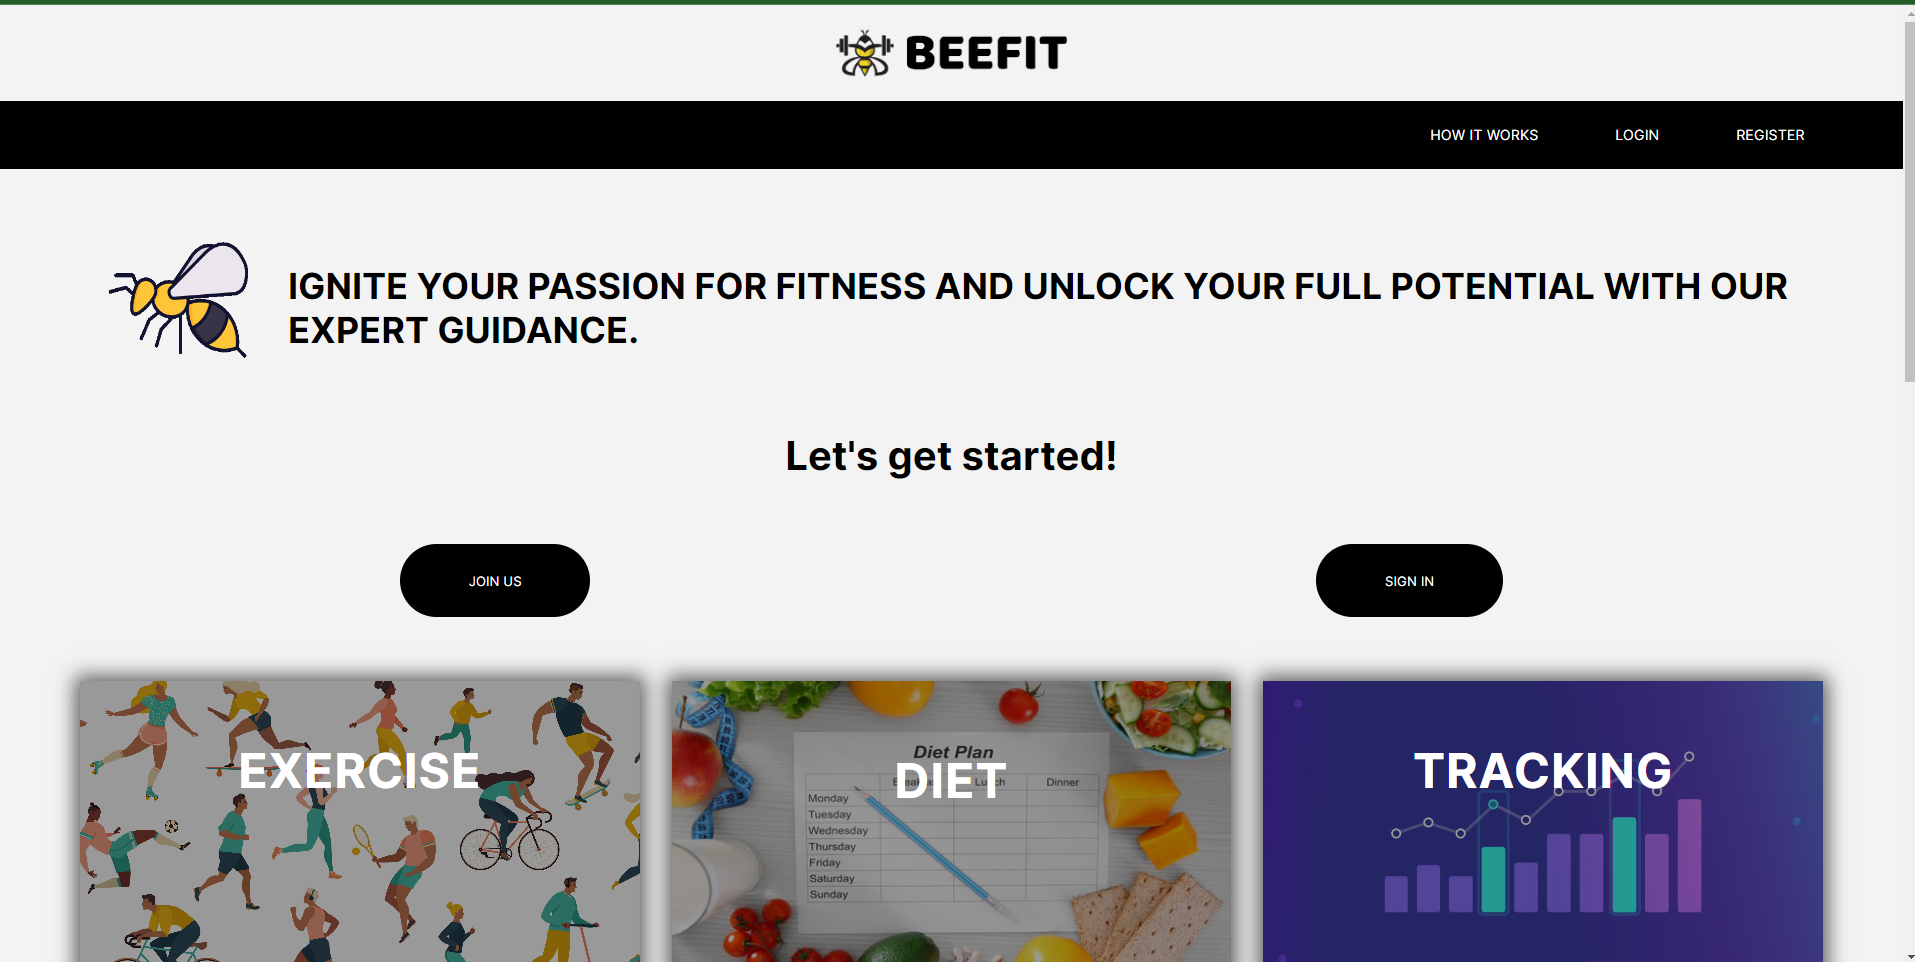 BEEFIT
HOW IT WORKS
LOGIN
REGISTER
IGNITE YOUR PASSION FOR FITNESS AND UNLOCK YOUR FULL POTENTIAL WITH OUR
EXPERT GUIDANCE.
Let's get started!
JOIN US
SIGN IN
EXERCISE
Diet Plan
DIET
Dinner
Monday
Tuesday
Wednesday
Thursday
Friday
Saturday
Sunday
TRACKING